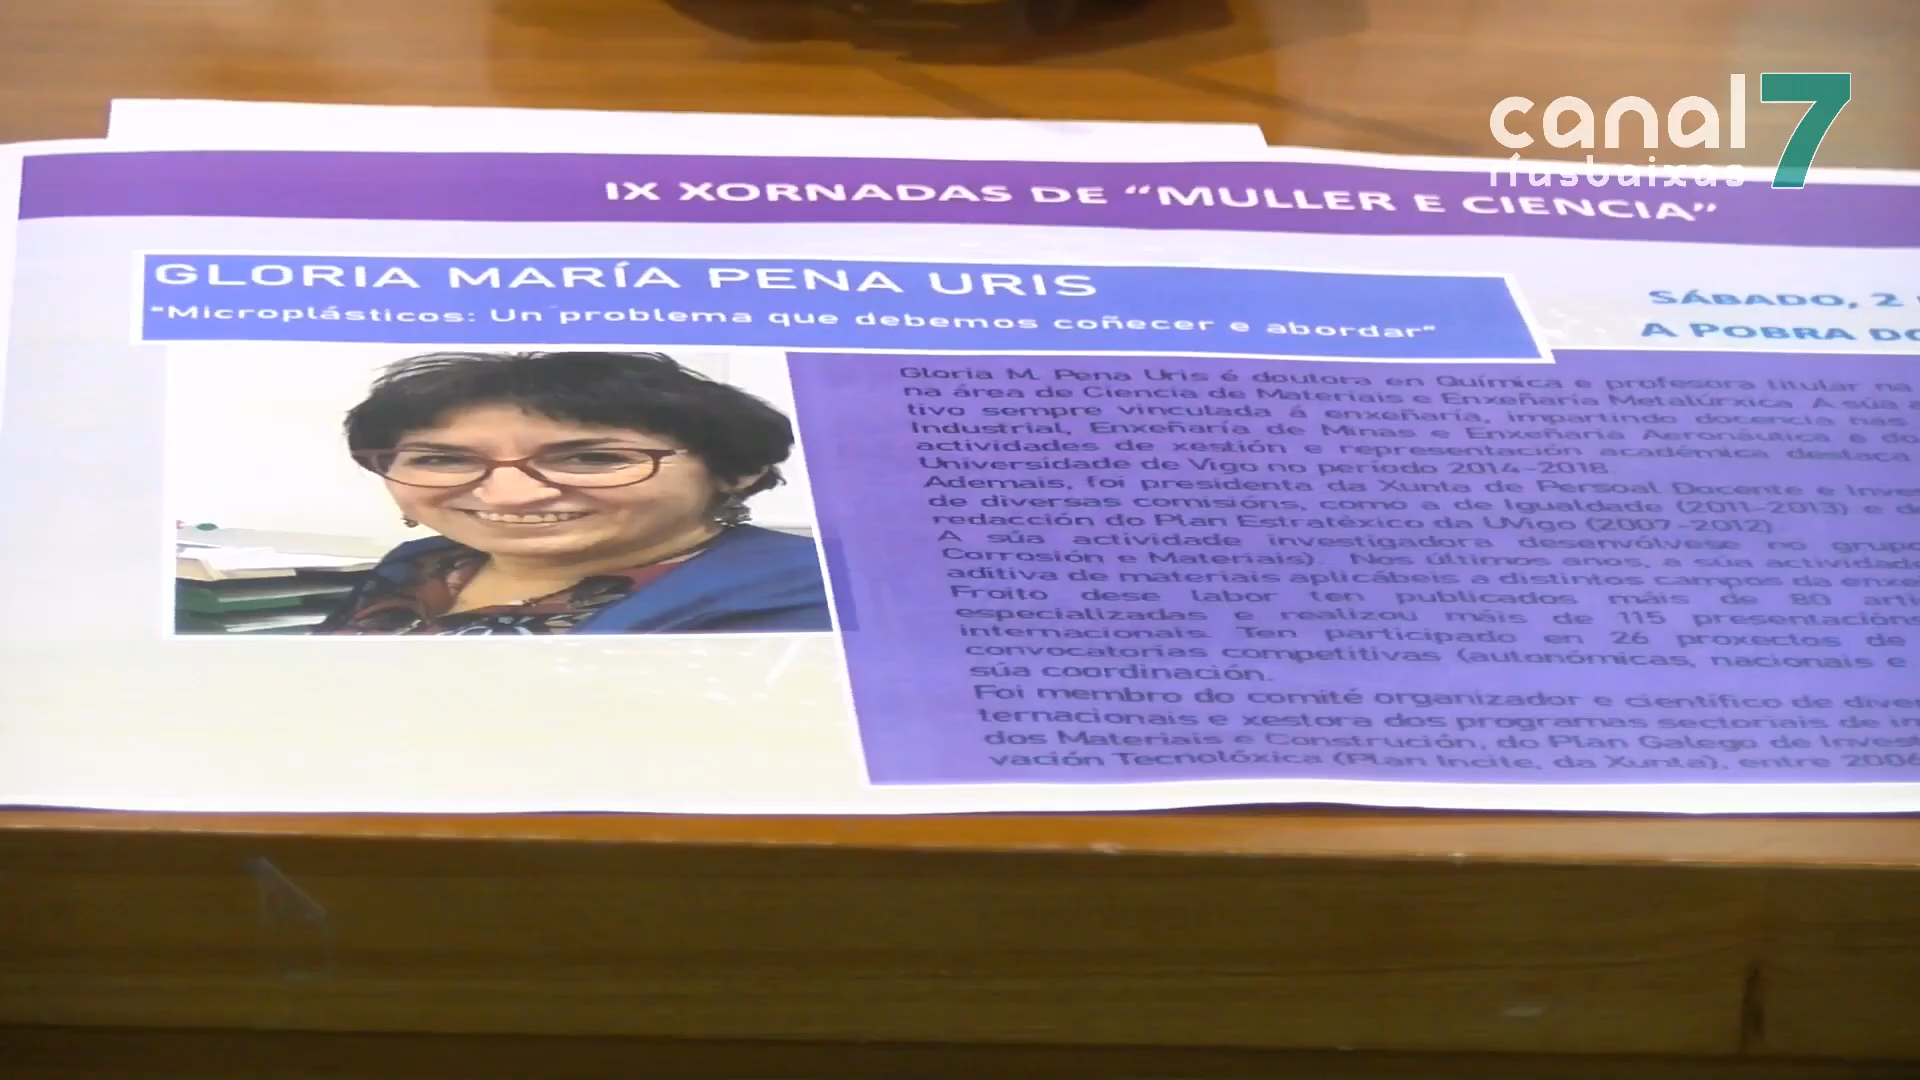 canal 7
ríasbaixas
IX XORNADAS DE “MULLER E CIENCIA”
GLORIA MARÍA PENA URIS
“Microplásticos: Un problema que debemos coñecer e abordar”
SÁBADO, 2
A POBRA DO
Gloria M. Pena Uris é doutora en Química e profesora titular na
na área de Ciencia de Materiais e Enxeñaría Metalúrxica. A súa
tivo sempre vinculada á enxeñaría, impartindo docencia nas
Industrial, Enxeñaría de Minas e Enxeñaría Aeronáutica e do
actividades de xestión e representación académica destaca
Universidade de Vigo no período 2014-2018.
Ademais, foi presidenta da Xunta de Persoal Docente e Inves
de diversas comisións, como a de Igualdade (2011-2013) e de
redacción do Plan Estratéxico da UVigo (2007-2012).
A súa actividade investigadora desenvólvese no grupo
Corrosión e Materiais). Nos últimos anos, a súa actividade
aditiva de materiais aplicábeis a distintos campos da enxe
Froito dese labor ten publicados máis de 80 arti
especializadas e realizou máis de 115 presentacións
internacionais. Ten participado en 26 proxectos de
convocatorias competitivas (autonómicas, nacionais e
súa coordinación.
Foi membro do comité organizador e científico de diver
ternacionais e xestora dos programas sectoriais de in
dos Materiais e Construción, do Plan Galego de Invest
vación Tecnolóxica (Plan Incite, da Xunta), entre 2006